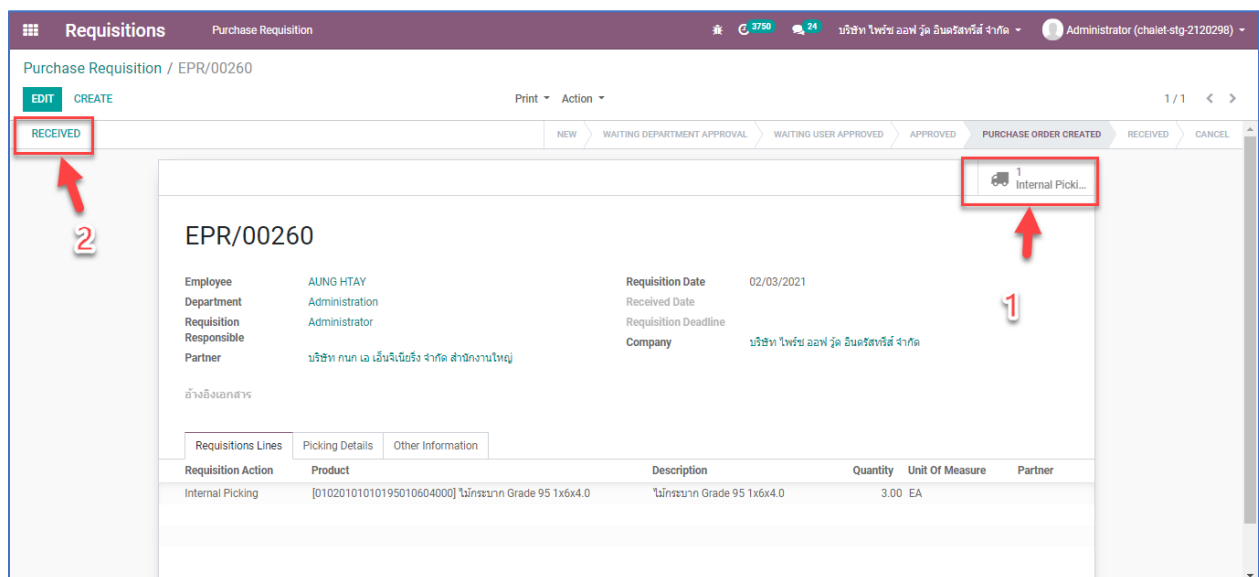 Requisitions Purchase Requisition 3750 24 บริษัท ไพร้ซ ออฟ วู้ด อินดรัสทรีส์ จำกัด Administrator (chalet-stg-2120298)
Purchase Requisition / EPR/00260
EDIT CREATE Print Action 1 / 1
RECEIVED NEW WAITING DEPARTMENT APPROVAL WAITING USER APPROVED APPROVED PURCHASE ORDER CREATED RECEIVED CANCEL
1
Internal Picki...
2
EPR/00260
1
Employee AUNG HTAY Requisition Date 02/03/2021
Department Administration Received Date
Requisition Responsible Administrator Requisition Deadline
Company บริษัท ไพร้ซ ออฟ วู้ด อินดรัสทรีส์ จำกัด
Partner บริษัท กนก เอ เอ็นจิเนียริ่ง จำกัด สำนักงานใหญ่
อ้างอิงเอกสาร
Requisitions Lines Picking Details Other Information
Requisition Action Product Description Quantity Unit Of Measure Partner
Internal Picking [01020101010195010604000] ไม้กระบาก Grade 95 1x6x4.0 ไม้กระบาก Grade 95 1x6x4.0 3.00 EA